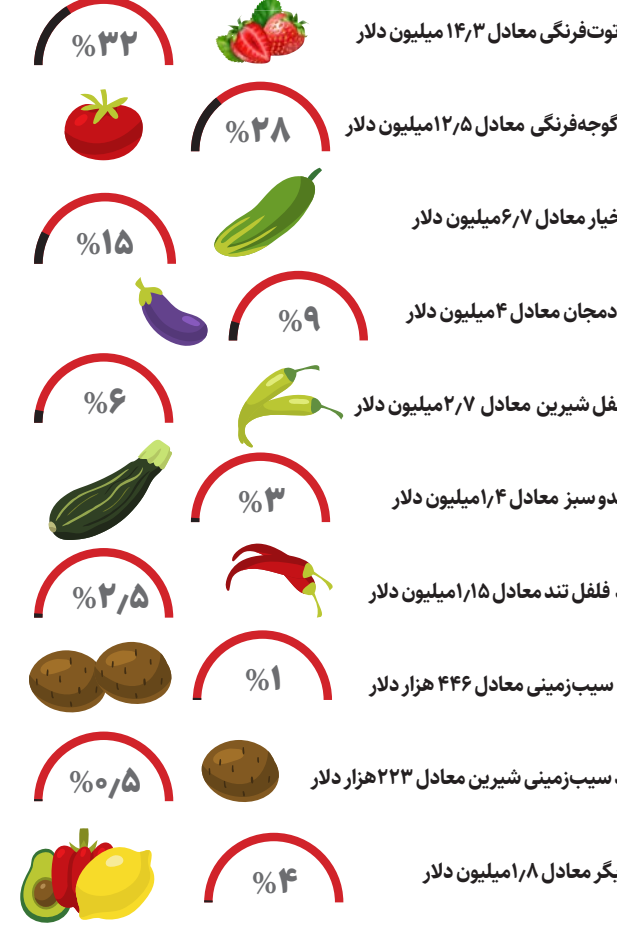 توت‌فرنگی معادل ۱۴٫۳ میلیون دلار
%۳۲
گوجه‌فرنگی معادل ۱۲٫۵میلیون دلار
%۲۸
خیار معادل ۶٫۷میلیون دلار
%۱۵
دمجان معادل ۴میلیون دلار
%۹
فل شیرین معادل ۲٫۷میلیون دلار
%۶
دو سبز معادل ۱٫۴میلیون دلار
%۳
فلفل تند معادل ۱٫۱۵میلیون دلار
%۲٫۵
سیب‌زمینی معادل ۴۴۶ هزار دلار
%۱
سیب‌زمینی شیرین معادل ۲۲۳هزار دلار
%۰٫۵
یگر معادل ۱٫۸میلیون دلار
%۴